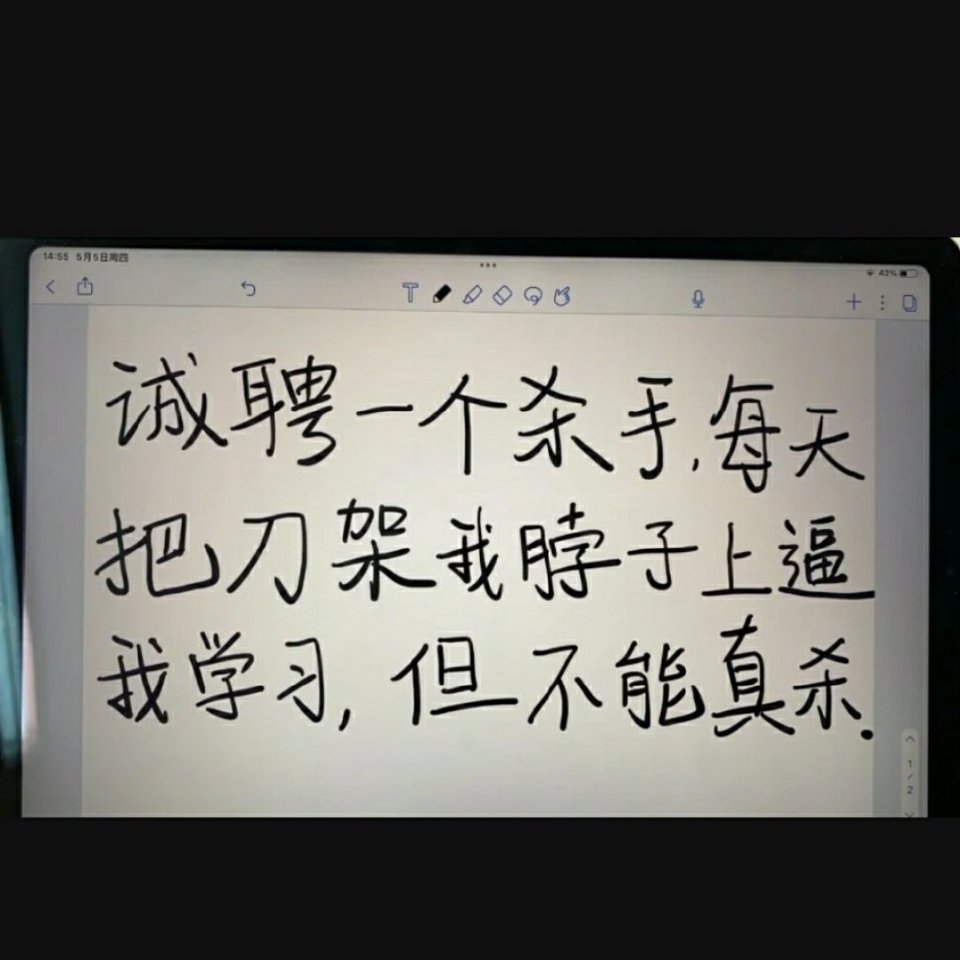 14:55 5月5日周四
42%
诚聘一个杀手,每天
把刀架我脖子上逼
我学习,但不能真杀.
1
/
2